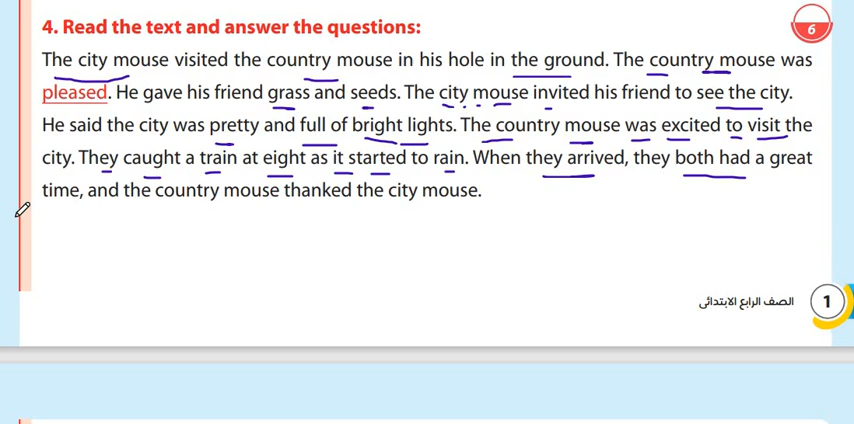 4. Read the text and answer the questions:
6
The city mouse visited the country mouse in his hole in the ground. The country mouse was
pleased. He gave his friend grass and seeds. The city mouse invited his friend to see the city.
He said the city was pretty and full of bright lights. The country mouse was excited to visit the
city. They caught a train at eight as it started to rain. When they arrived, they both had a great
time, and the country mouse thanked the city mouse.
الصف الرابع الابتدائى
1